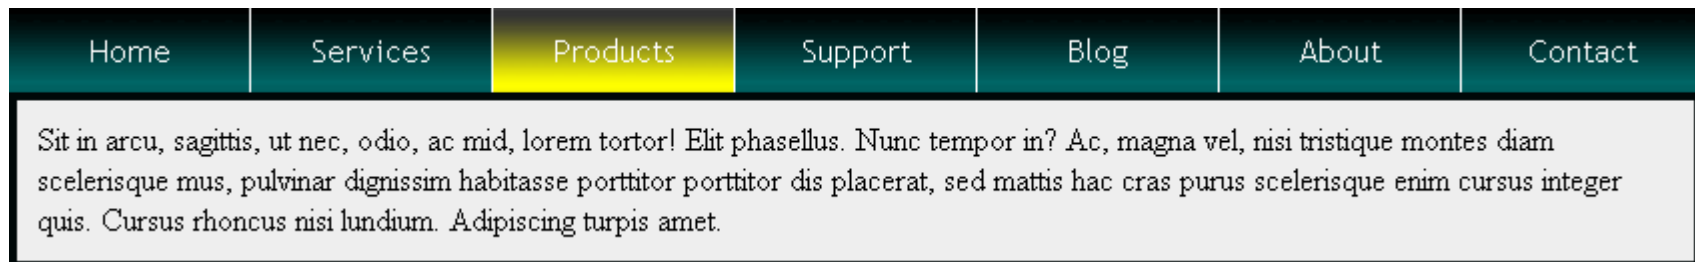 Home Services Products Support Blog About Contact
Sit in arcu, sagittis, ut nec, odio, ac mid, lorem tortor! Elit phasellus. Nunc tempor in? Ac, magna vel, nisi tristique montes diam
scelerisque mus, pulvinar dignissim habitasse porttitor porttitor dis placerat, sed mattis hac cras purus scelerisque enim cursus integer
quis. Cursus rhoncus nisi lundium. Adipiscing turpis amet.